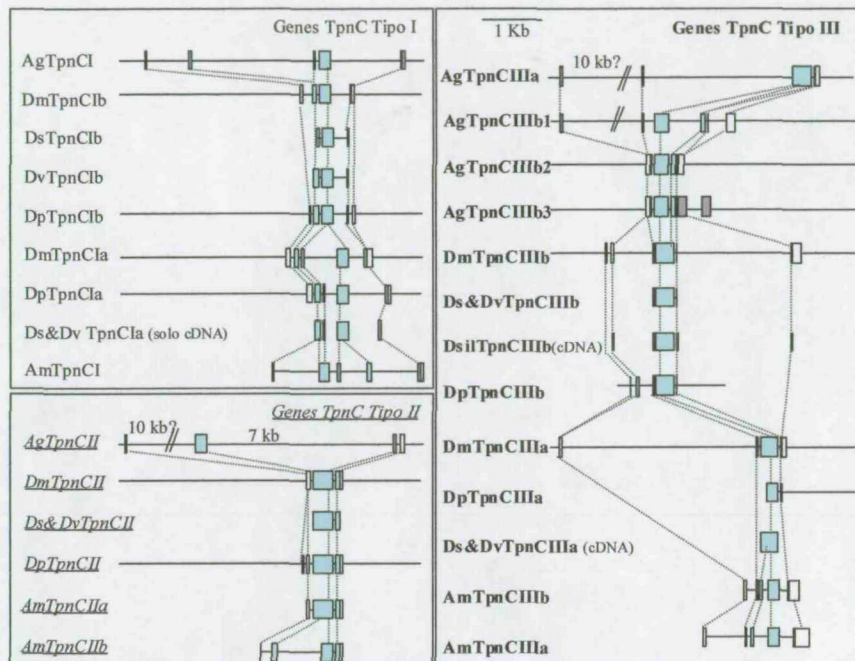 Genes TpnC Tipo I
AgTpnCI
DmTpnCIb
DsTpnCIb
DvTpnCIb
DpTpnCIb
DmTpnCIa
DpTpnCIa
Ds&Dv TpnCIa (solo cDNA)
AmTpnCI
Genes TpnC Tipo II
10 kb?
7 kb
AgTpnCII
DmTpnCII
Ds&DvTpnCII
DpTpnCII
AmTpnCIIa
AmTpnCIIb
1 Kb
Genes TpnC Tipo III
10 kb?
AgTpnCIIIa
AgTpnCIIIb1
AgTpnCIIIb2
AgTpnCIIIb3
DmTpnCIIIb
Ds&DvTpnCIIIb
DsilTpnCIIIb(cDNA)
DpTpnCIIIb
DmTpnCIIIa
DpTpnCIIIa
Ds&DvTpnCIIIa (cDNA)
AmTpnCIIIb
AmTpnCIIIa